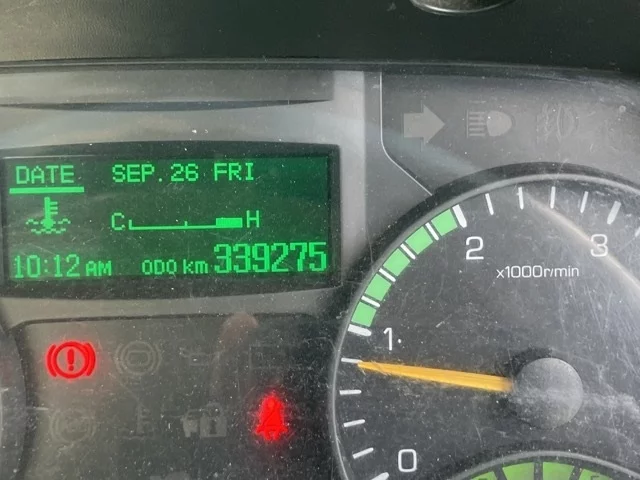 DATE SEP. 26 FRI
C H
10:12 AM ODO km 339275
2 3
x1000r/min
1
0